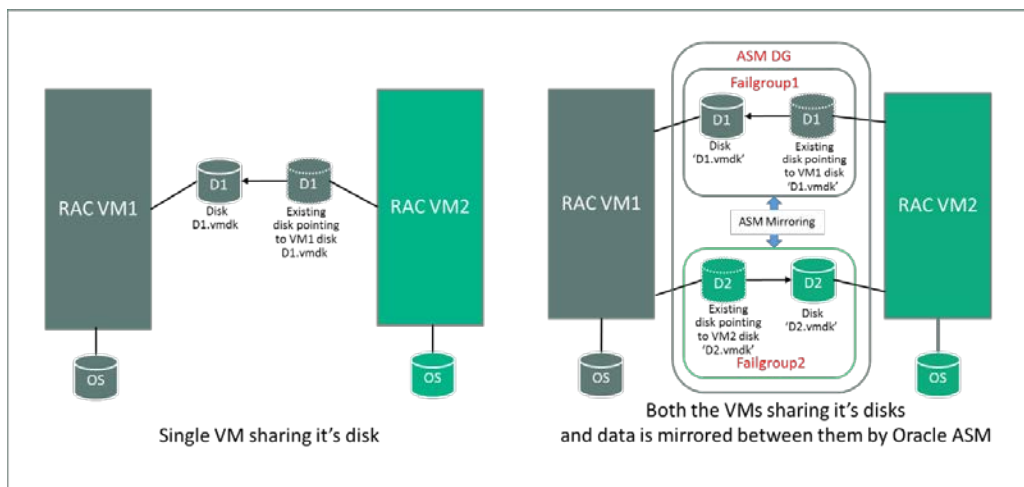 RAC VM1
D1
Disk
D1.vmdk
D1
Existing
disk pointing
to VM1 disk
D1.vmdk
RAC VM2
OS
OS
Single VM sharing it's disk
ASM DG
Failgroup1
RAC VM1
D1
Disk
'D1.vmdk'
D1
Existing
disk pointing
to VM1 disk
'D1.vmdk'
ASM Mirroring
D2
Existing
disk pointing
to VM2 disk
'D2.vmdk'
D2
Disk
'D2.vmdk'
Failgroup2
RAC VM2
OS
OS
Both the VMs sharing it's disks
and data is mirrored between them by Oracle ASM